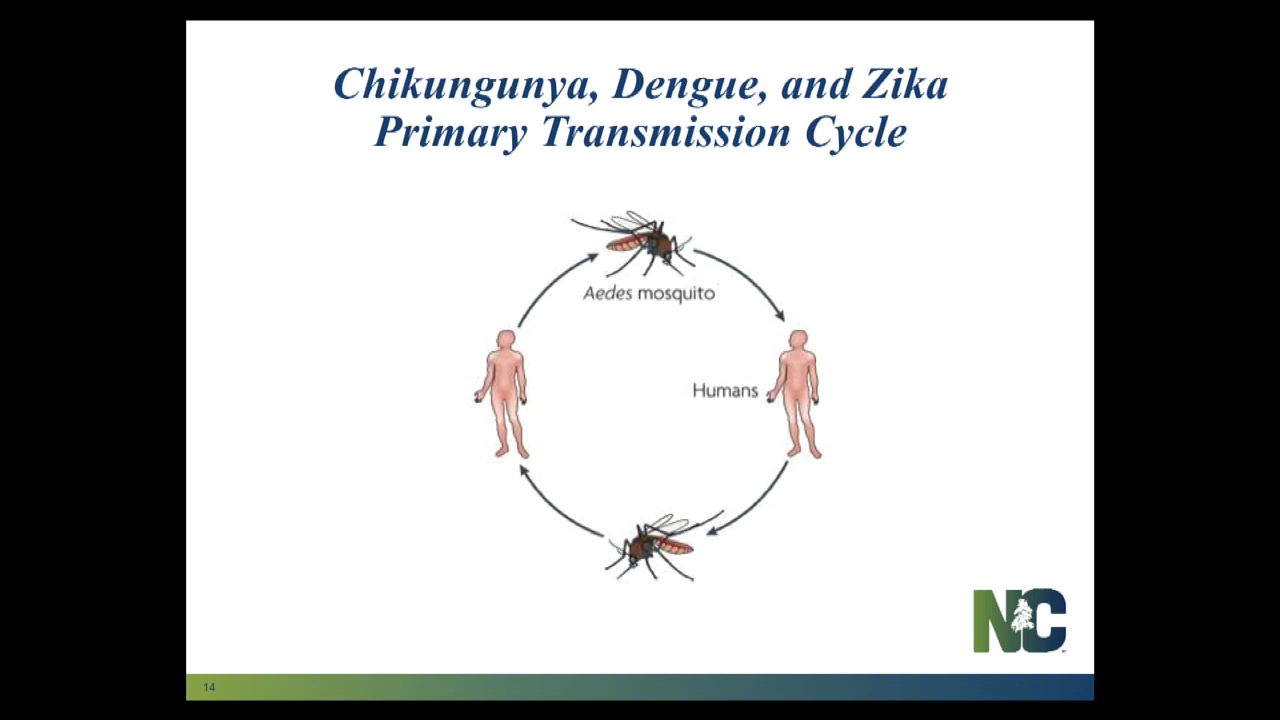 Chikungunya, Dengue, and Zika
Primary Transmission Cycle
Aedes mosquito
Humans
NC
14